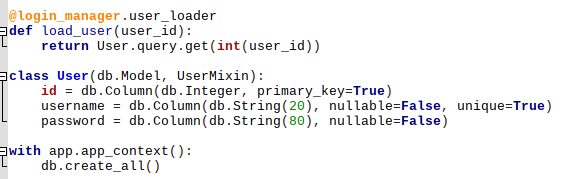 @login_manager.user_loader
def load_user(user_id):
    return User.query.get(int(user_id))
class User(db.Model, UserMixin):
    id = db.Column(db.Integer, primary_key=True)
    username = db.Column(db.String(20), nullable=False, unique=True)
    password = db.Column(db.String(80), nullable=False)
with app.app_context():
    db.create_all()